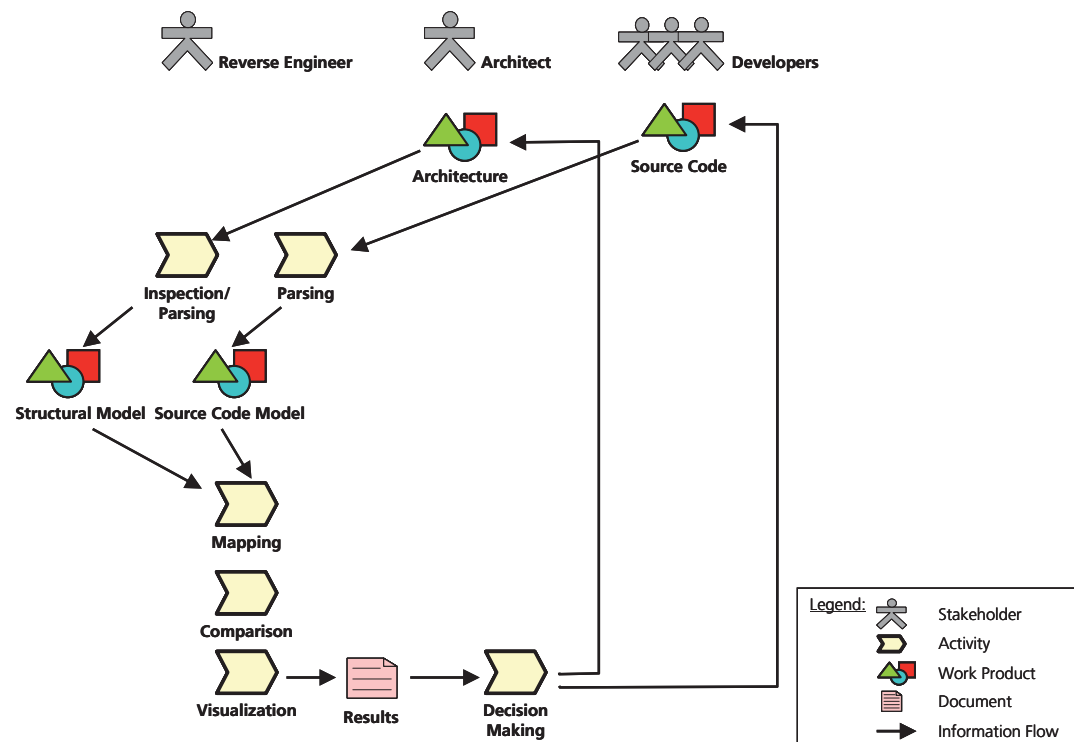 Reverse Engineer
Architect
Developers
Architecture
Source Code
Inspection/
Parsing
Parsing
Structural Model
Source Code Model
Mapping
Comparison
Visualization
Results
Decision
Making
Legend:
Stakeholder
Activity
Work Product
Document
Information Flow